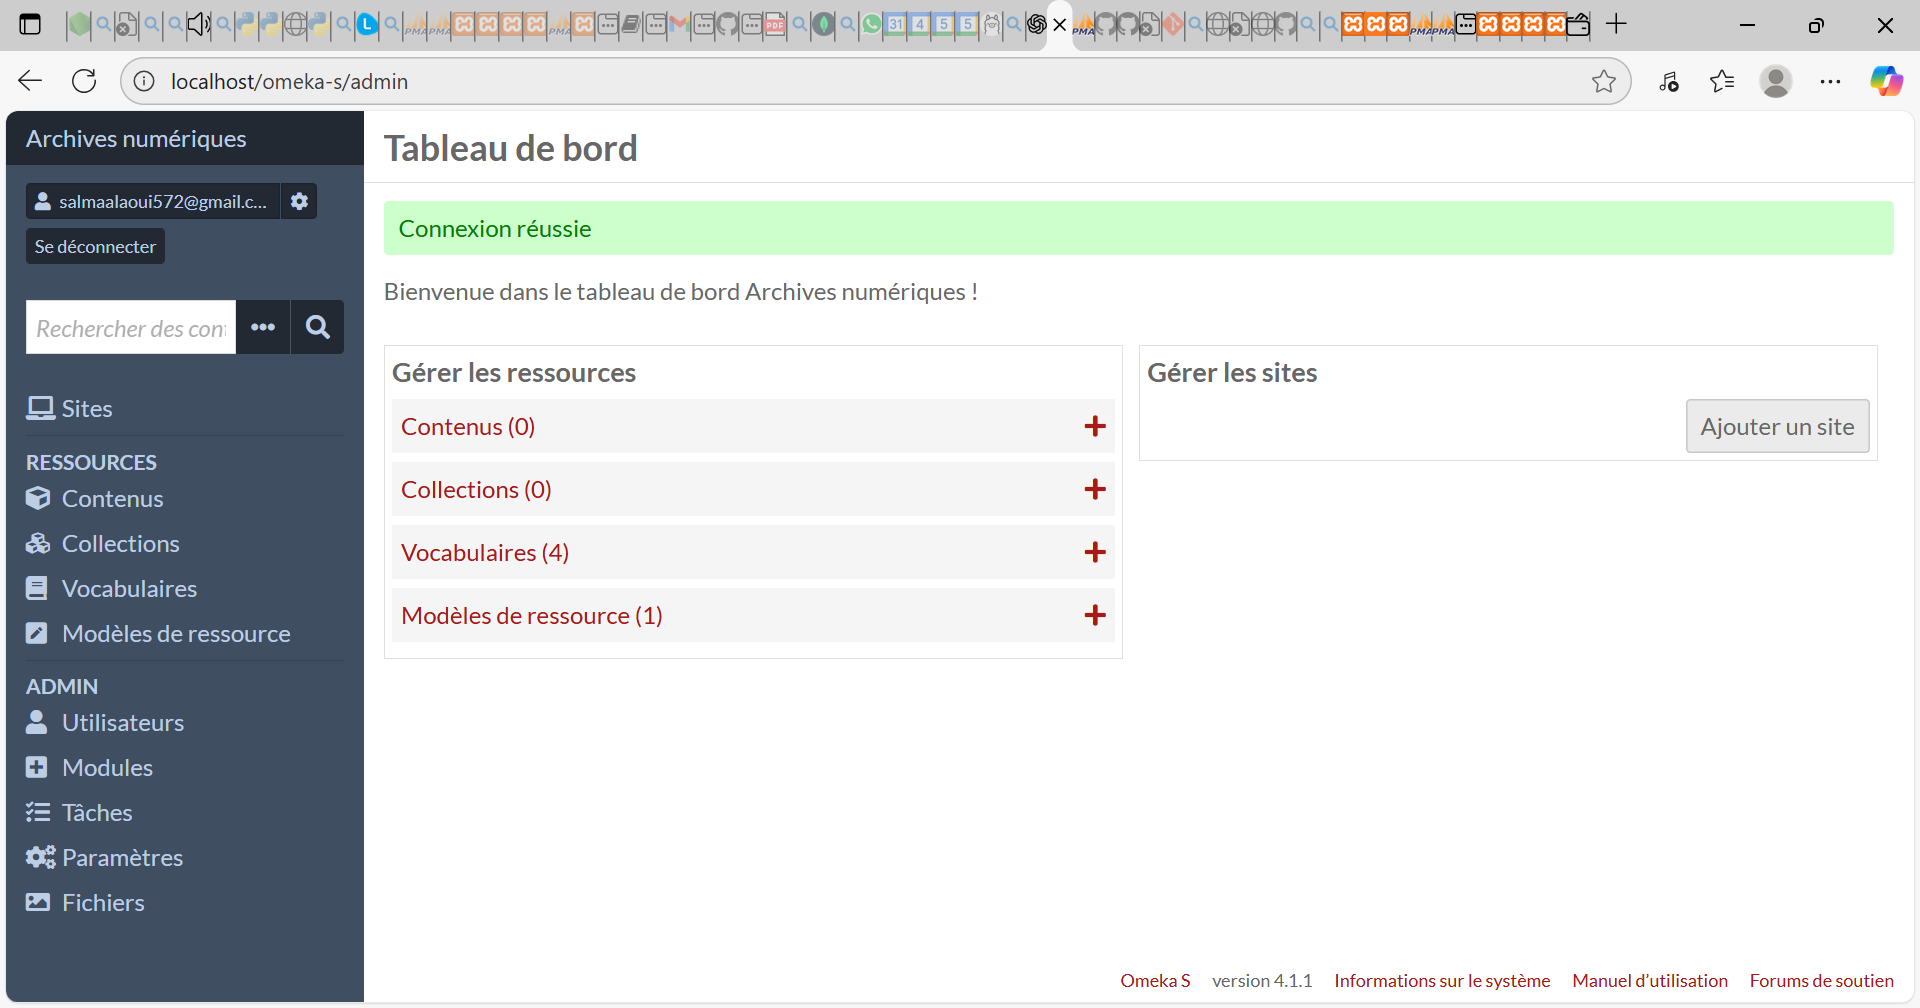 localhost/omeka-s/admin
Archives numériques
salmaalaoui572@gmail.c...
Se déconnecter
Rechercher des con
Sites
RESSOURCES
Contenus
Collections
Vocabulaires
Modèles de ressource
ADMIN
Utilisateurs
Modules
Tâches
Paramètres
Fichiers
Tableau de bord
Connexion réussie
Bienvenue dans le tableau de bord Archives numériques !
Gérer les ressources
Contenus (0)
Collections (0)
Vocabulaires (4)
Modèles de ressource (1)
Gérer les sites
Ajouter un site
Omeka S version 4.1.1 Informations sur le système Manuel d’utilisation Forums de soutien